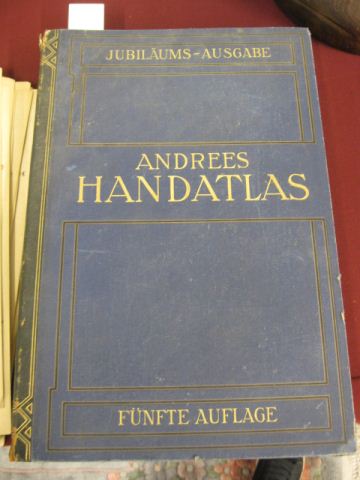 JUBILÄUMS-AUSGABE
ANDREES
HANDATLAS
FÜNFTE AUFLAGE